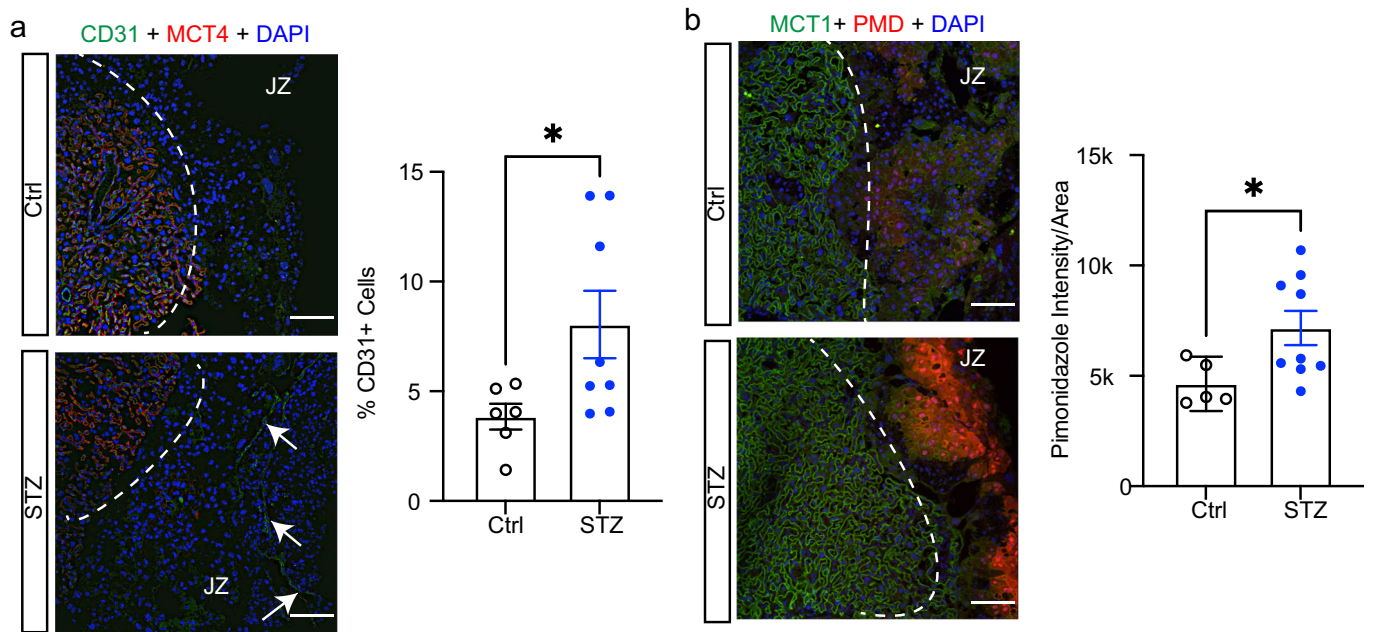 a
CD31 + MCT4 + DAPI
Ctrl
JZ
STZ
JZ
*
% CD31+ Cells
15
10
5
0
Ctrl
STZ
b
MCT1+ PMD + DAPI
Ctrl
JZ
STZ
JZ
*
Pimonidazole Intensity/Area
15k
10k
5k
0
Ctrl
STZ